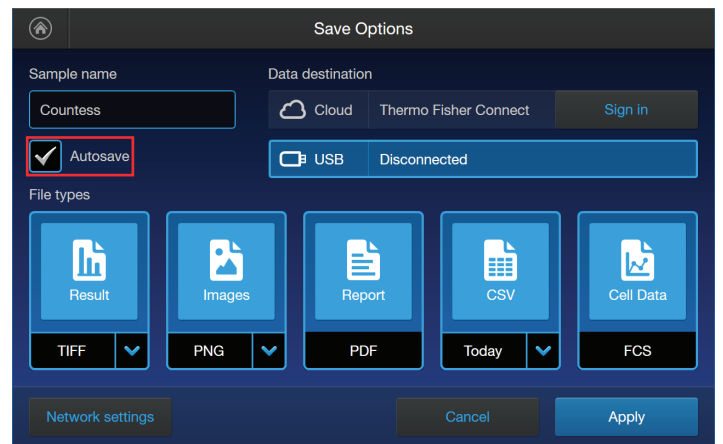 Save Options
Sample name
Data destination
Countess
Cloud Thermo Fisher Connect Sign in
Autosave
USB Disconnected
File types
Result Images Report CSV Cell Data
TIFF PNG PDF Today FCS
Network settings Cancel Apply